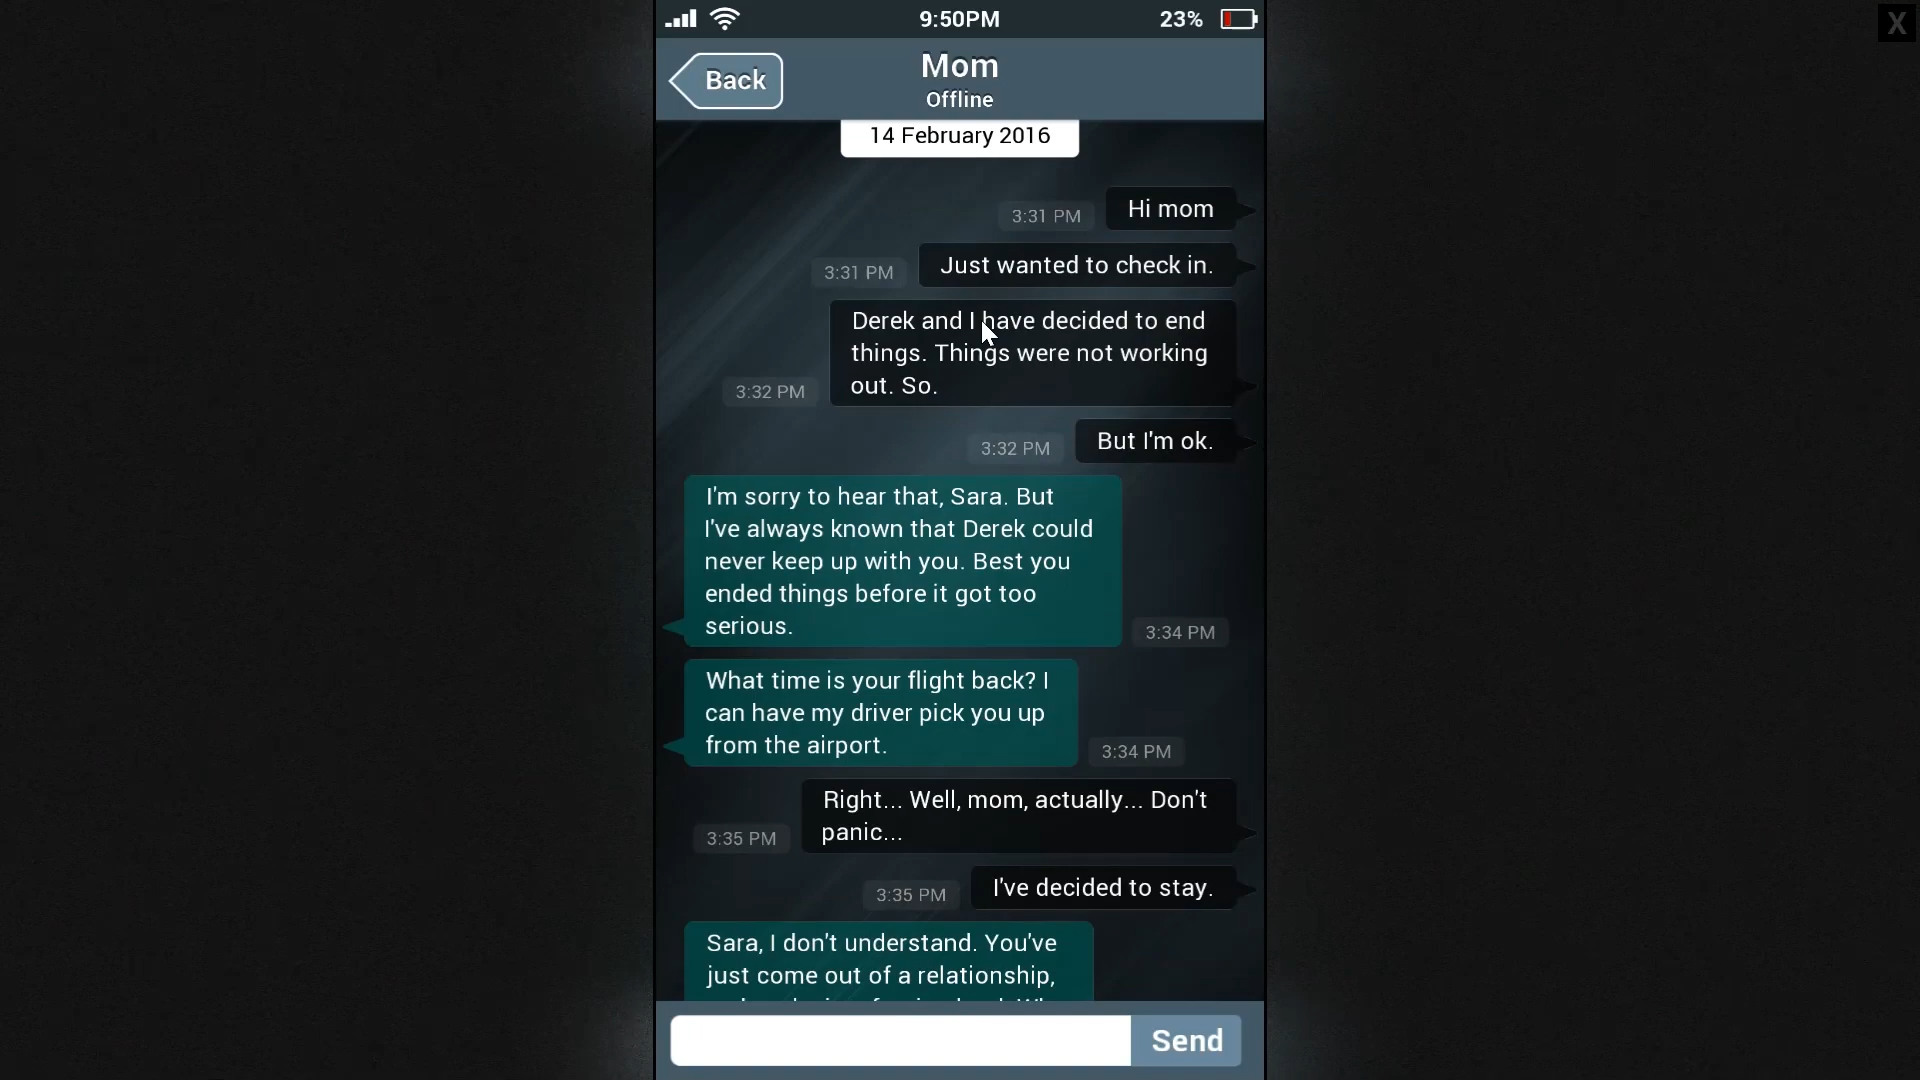 9:50PM
23%
X
Back
Mom
Offline
14 February 2016
3:31 PM
Hi mom
3:31 PM
Just wanted to check in.
Derek and I have decided to end
things. Things were not working
out. So.
3:32 PM
3:32 PM
But I'm ok.
I'm sorry to hear that, Sara. But
I've always known that Derek could
never keep up with you. Best you
ended things before it got too
serious.
3:34 PM
What time is your flight back? I
can have my driver pick you up
from the airport.
3:34 PM
Right... Well, mom, actually... Don't
panic...
3:35 PM
3:35 PM
I've decided to stay.
Sara, I don't understand. You've
just come out of a relationship,
Send